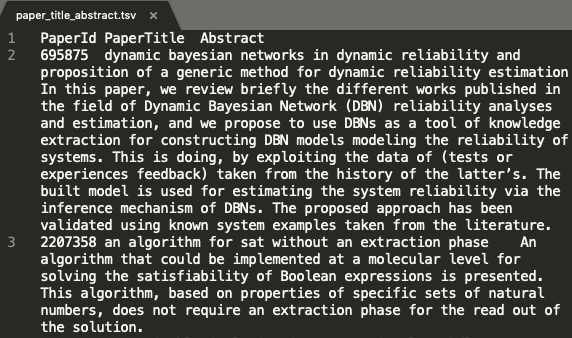 paper_title_abstract.tsv ×
1 PaperId PaperTitle Abstract
2 695875 dynamic bayesian networks in dynamic reliability and
proposition of a generic method for dynamic reliability estimation
In this paper, we review briefly the different works published in
the field of Dynamic Bayesian Network (DBN) reliability analyses
and estimation, and we propose to use DBNs as a tool of knowledge
extraction for constructing DBN models modeling the reliability of
systems. This is doing, by exploiting the data of (tests or
experiences feedback) taken from the history of the latter's. The
built model is used for estimating the system reliability via the
inference mechanism of DBNs. The proposed approach has been
validated using known system examples taken from the literature.
3 2207358 an algorithm for sat without an extraction phase An
algorithm that could be implemented at a molecular level for
solving the satisfiability of Boolean expressions is presented.
This algorithm, based on properties of specific sets of natural
numbers, does not require an extraction phase for the read out of
the solution.